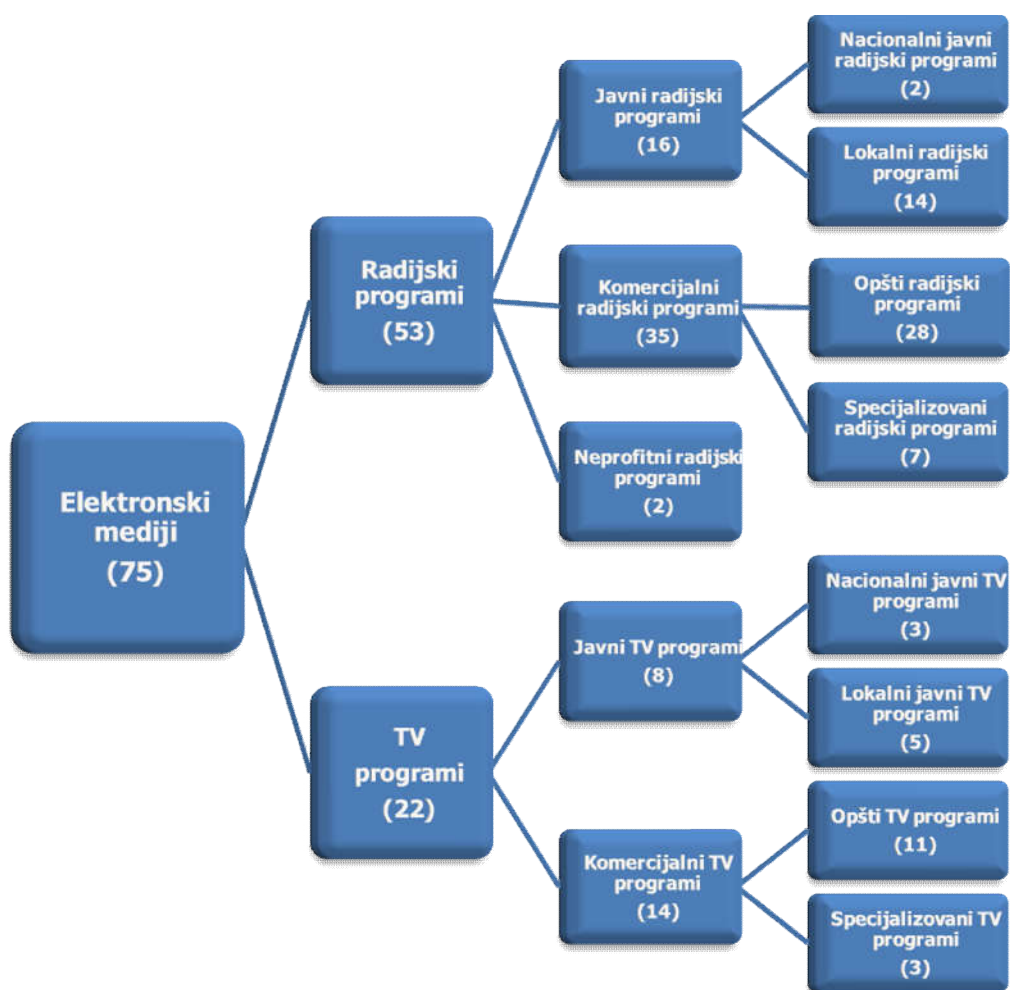 Elektronski
mediji
(75)
Radijski
programi
(53)
Javni radijski
programi
(16)
Nacionalni javni
radijski programi
(2)
Lokalni radijski
programi
(14)
Komercijalni
radijski programi
(35)
Opšti radijski
programi
(28)
Specijalizovani
radijski programi
(7)
Neprofitni radijski
programi
(2)
TV
programi
(22)
Javni TV programi
(8)
Nacionalni javni TV
programi
(3)
Lokalni javni TV
programi
(5)
Komercijalni TV
programi
(14)
Opšti TV programi
(11)
Specijalizovani TV
programi
(3)